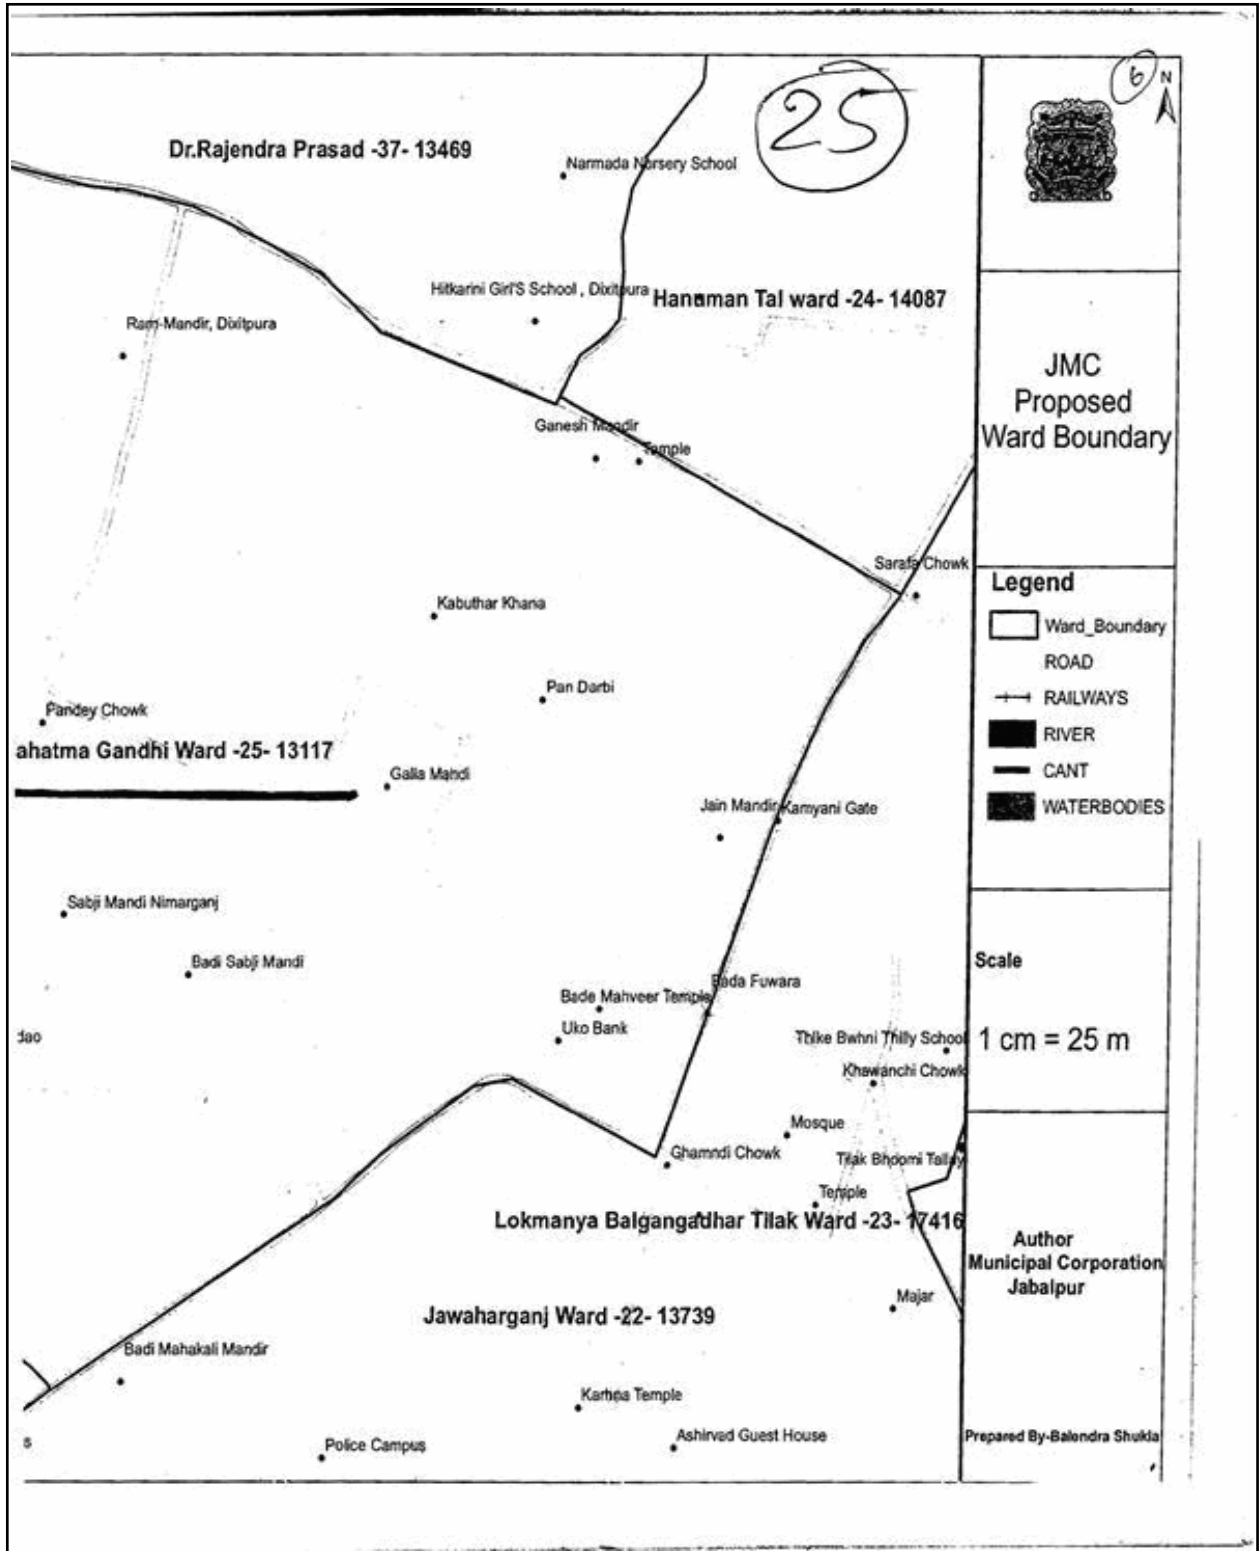 6
N
25
Dr.Rajendra Prasad -37- 13469
Narmada Norsery School
Hitkarini Girl'S School , Dixitpura
Hanuman Tal ward -24- 14087
Ram-Mandir, Dixitpura
JMC
Proposed
Ward Boundary
Ganesh Mandir
Temple
Sarafa Chowk
Legend
Ward_Boundary
ROAD
RAILWAYS
RIVER
CANT
WATERBODIES
Kabuthar Khana
Pan Darbi
Pandey Chowk
ahatma Gandhi Ward -25- 13117
Galla Mandi
Jain Mandir
Kamyani Gate
Sabji Mandi Nimarganj
Badi Sabji Mandi
Scale
1 cm = 25 m
Bada Fuwara
Bade Mahveer Temple
Uko Bank
dao
Thike Bwhni Thilly School
Khawanchi Chowk
Mosque
Ghamndi Chowk
Tilak Bhoomi Tallay
Temple
Lokmanya Balgangadhar Tilak Ward -23- 17416
Author
Municipal Corporation
Jabalpur
Majar
Jawaharganj Ward -22- 13739
Badi Mahakali Mandir
Temple
Ashirvad Guest House
Police Campus
s
Prepared By-Balendra Shukla